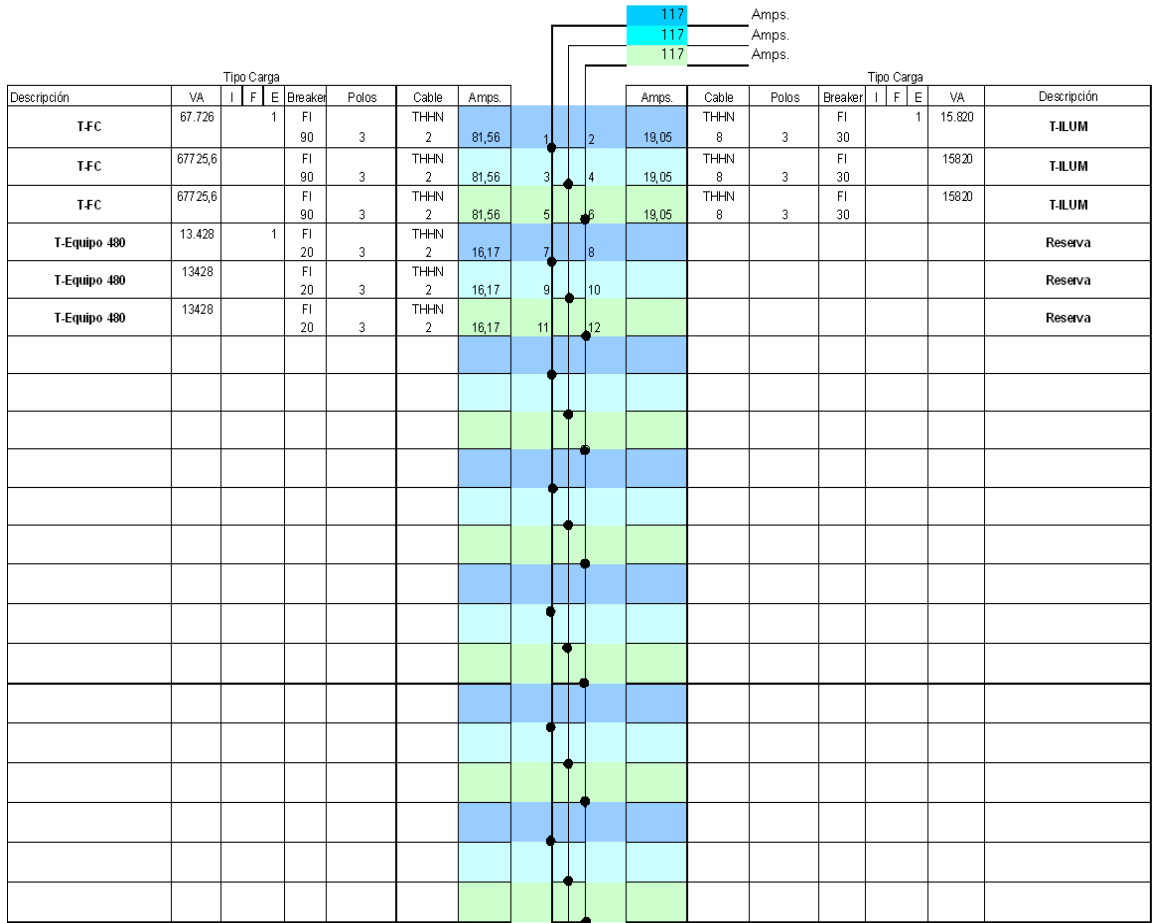 117 Amps.
117 Amps.
117 Amps.
Tipo Carga Tipo Carga
Descripción VA I F E Breaker Polos Cable Amps. Amps. Cable Polos Breaker I F E VA Descripción
T-FC 67.726 1 FI THHN THHN FI 1 15.820 T-ILUM
90 3 2 81,56 1 2 19,05 8 3 30
T-FC 67725,6 FI THHN THHN FI 15820 T-ILUM
90 3 2 81,56 3 4 19,05 8 3 30
T-FC 67725,6 FI THHN THHN FI 15820 T-ILUM
90 3 2 81,56 5 6 19,05 8 3 30
T-Equipo 480 13.428 1 FI THHN Reserva
20 3 2 16,17 7 8
T-Equipo 480 13428 FI THHN Reserva
20 3 2 16,17 9 10
T-Equipo 480 13428 FI THHN Reserva
20 3 2 16,17 11 12